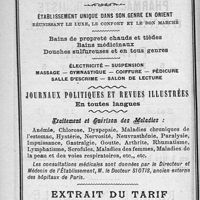 ÉTABLISSEMENT UNIQUE DANS SON GENRE EN ORIENT
RÉUNISSANT LE LUXE, LE CONFORT ET LE BON MARCHÉ
Bains de propreté chauds et tièdes
Bains médicinaux
Douches sulfureuses et en tous genres
ÉLECTRICITÉ — SUSPENSION
MASSAGE — GYMNASTIQUE — COIFFURE — PÉDICURE
SALLE D'ESCRIME — SALON DE LECTURE
JOURNAUX POLITIQUES ET REVUES ILLUSTRÉES
En toutes langues
Traitement et Guérison des Maladies :
Anémie, Chlorose, Dyspepsie, Maladies chroniques de
l'estomac, Hystérie, Nervosité, Neurasthénie, Paralysie,
Impuissance, Gastralgie, Goutte, Arthrite, Rhumatisme,
Lymphatisme, Scrofules, Maladies des femmes, Maladies de
la peau et des voies respiratoires, etc., etc.
Les consultations médicales sont données par le Directeur et
Médecin de l'Établissement, M. le Docteur SIOTIS, ancien externe
des hôpitaux de Paris.
EXTRAIT DU TARIF